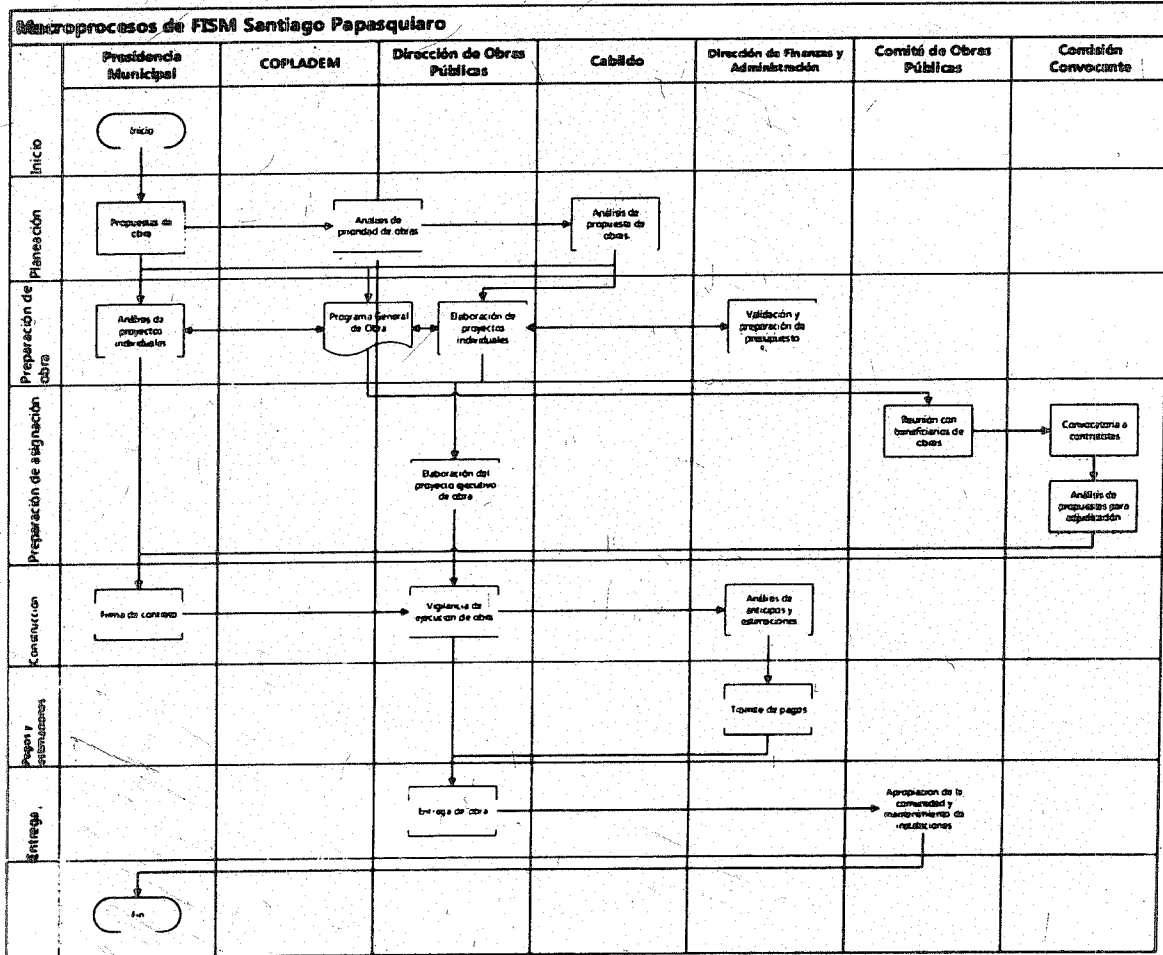 Macroprocesos de FISM Santiago Papasquiaro
Presidencia
Municipal
COPLADEM
Dirección de Obras
Públicas
Cabildo
Dirección de Finanzas y
Administración
Comité de Obras
Públicas
Comisión
Convocante
Inicio
Inicio
Planeación
Propuestas de
obra
Análisis de
prioridad de obras
Análisis de
propuesta de
obras
Preparación de
obra
Análisis de
proyectos
individuales
Programa General
de Obra
Elaboración de
proyectos
individuales
Validación y
preparación de
presupuesto
Preparación de asignación
Reunión con
beneficiarios de
obras
Convocatoria a
contratistas
Elaboración del
proyecto ejecutivo
de obra
Análisis de
propuestas para
adjudicación
Construcción
Firma de contrato
Vigilancia de
ejecución de obra
Análisis de
anticipos y
estimaciones
Pagos y
estimaciones
Trámite de pagos
Entrega
Entrega de obra
Apropiación de la
comunidad y
mantenimiento de
instalaciones
Fin